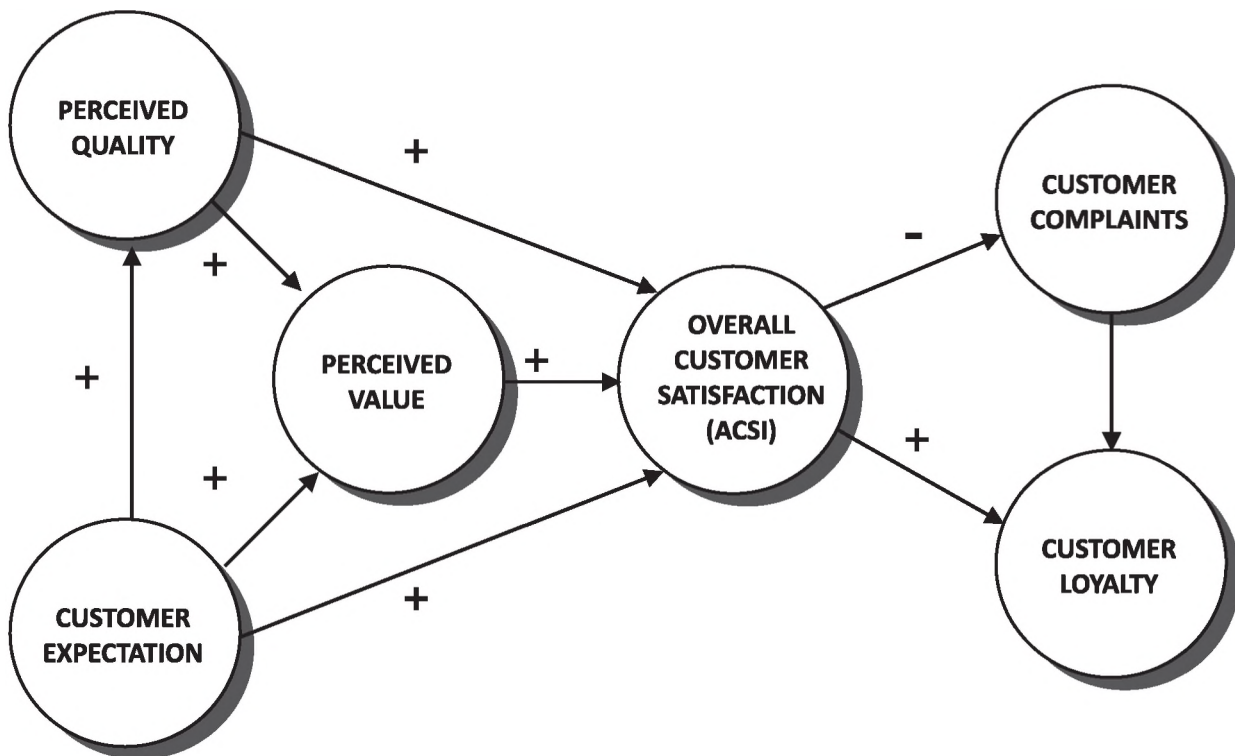 PERCEIVED
QUALITY
+
CUSTOMER
COMPLAINTS
-
+
OVERALL
CUSTOMER
SATISFACTION
(ACSI)
PERCEIVED
VALUE
+
+
+
+
CUSTOMER
LOYALTY
+
CUSTOMER
EXPECTATION
+